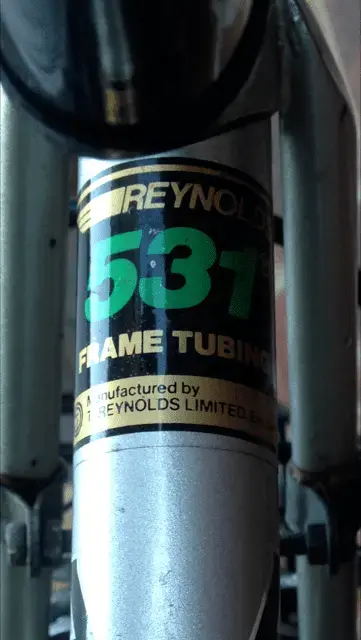 REYNOLDS
531
FRAME TUBING
Manufactured by
T.I. REYNOLDS LIMITED